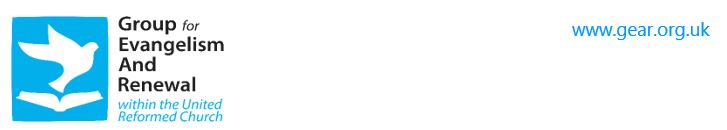 Group for
Evangelism
And
Renewal
within the United
Reformed Church
www.gear.org.uk